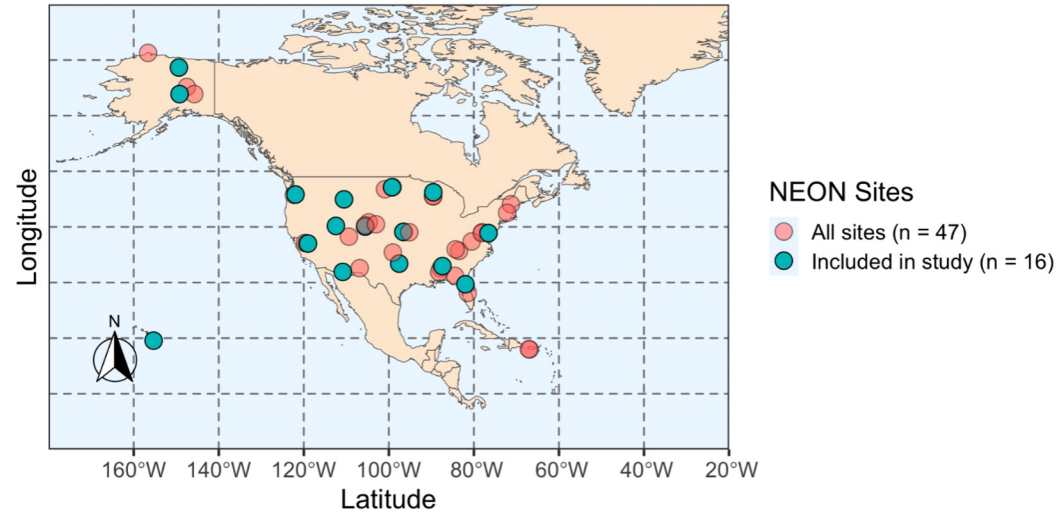 N
Longitude
160°W 140°W 120°W 100°W 80°W 60°W 40°W 20°W
Latitude
NEON Sites
All sites (n = 47)
Included in study (n = 16)